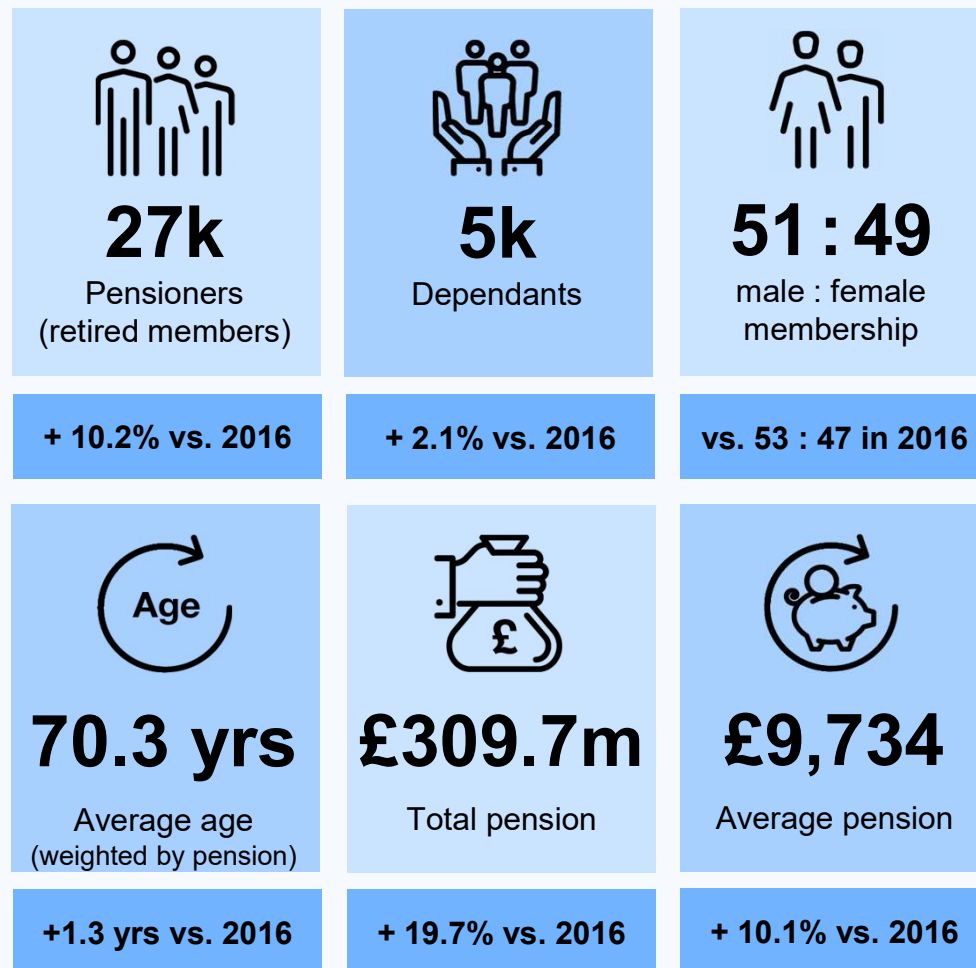 27k
Pensioners
(retired members)
+ 10.2% vs. 2016
5k
Dependants
+ 2.1% vs. 2016
51 : 49
male : female
membership
vs. 53 : 47 in 2016
Age
70.3 yrs
Average age
(weighted by pension)
+1.3 yrs vs. 2016
£
£309.7m
Total pension
+ 19.7% vs. 2016
£9,734
Average pension
+ 10.1% vs. 2016